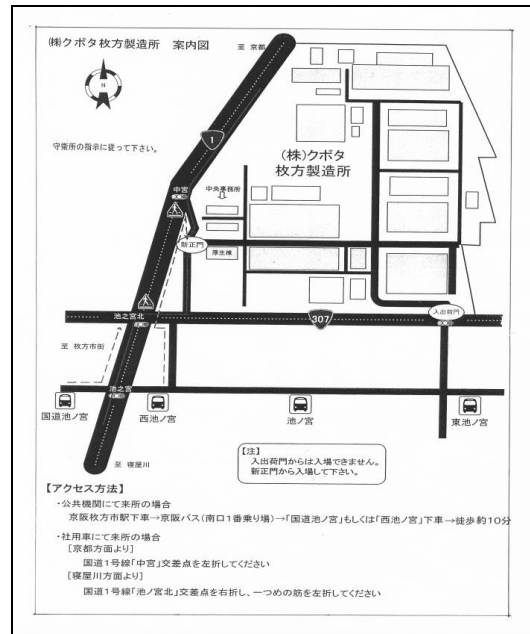 ㈱クボタ枚方製造所　案内図
至 京都
N
守衛所の指示に従って下さい。
1
(株)クボタ
枚方製造所
中宮
中央事務所
新正門
厚生棟
池之宮北
307
入出荷門
至 枚方市街
池之宮
国道池ノ宮
西池ノ宮
池ノ宮
東池ノ宮
至 寝屋川
【注】
入出荷門からは入場できません。
新正門から入場して下さい。
【アクセス方法】
・公共機関にて来所の場合
京阪枚方市駅下車→京阪バス(南口1番乗り場)→「国道池ノ宮」もしくは「西池ノ宮」下車→徒歩約10分
・社用車にて来所の場合
［京都方面より］
国道1号線「中宮」交差点を左折してください
［寝屋川方面より］
国道1号線「池ノ宮北」交差点を右折し、一つめの筋を左折してください